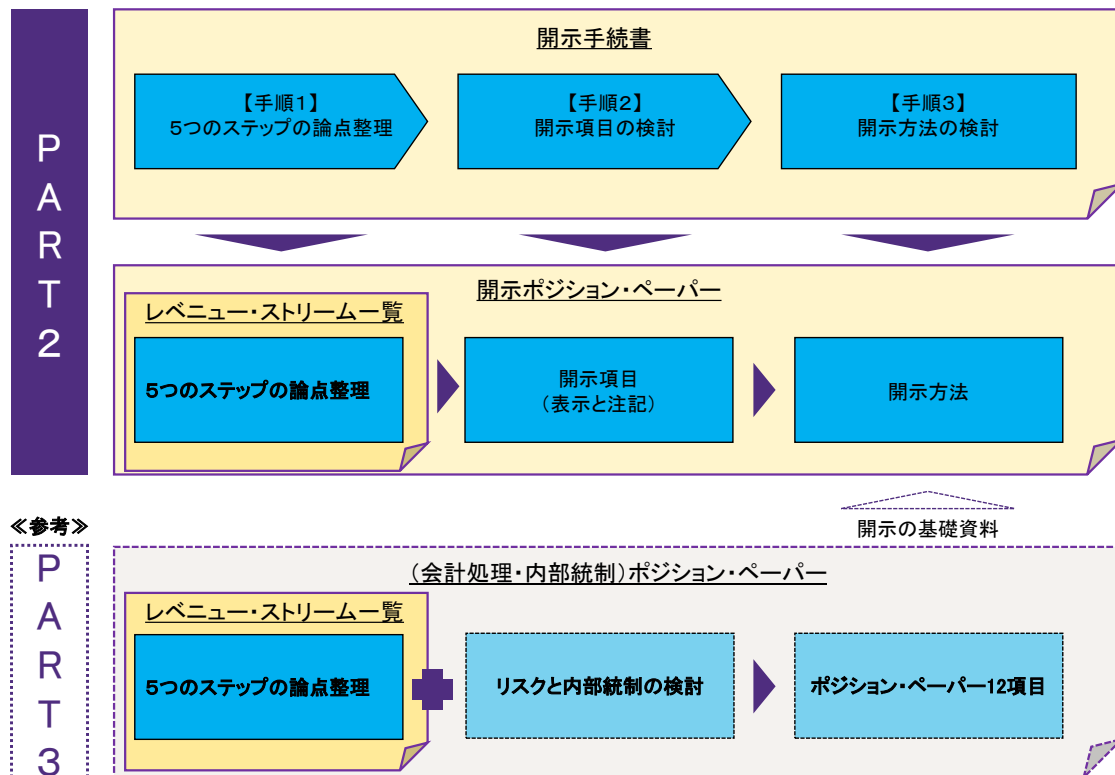 PART2
開示手続書
【手順1】
5つのステップの論点整理
【手順2】
開示項目の検討
【手順3】
開示方法の検討
開示ポジション・ペーパー
レベニュー・ストリーム一覧
5つのステップの論点整理
開示項目
(表示と注記)
開示方法
≪参考≫
開示の基礎資料
PART3
(会計処理・内部統制)ポジション・ペーパー
レベニュー・ストリーム一覧
5つのステップの論点整理
リスクと内部統制の検討
ポジション・ペーパー12項目